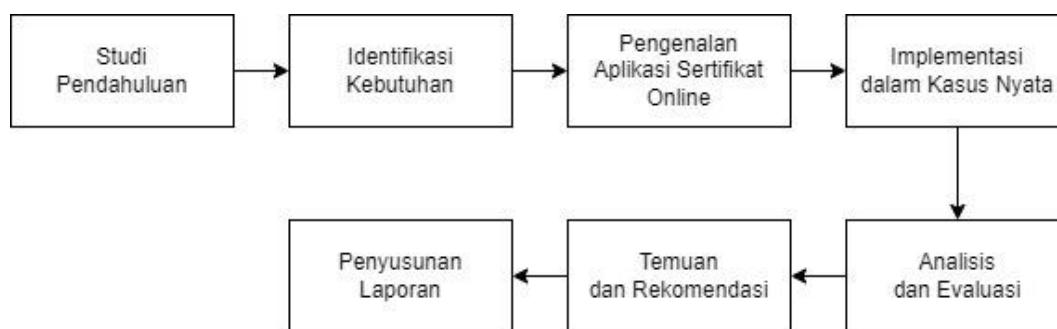 Studi
Pendahuluan
Identifikasi
Kebutuhan
Pengenalan
Aplikasi Sertifikat
Online
Implementasi
dalam Kasus Nyata
Analisis
dan Evaluasi
Temuan
dan Rekomendasi
Penyusunan
Laporan